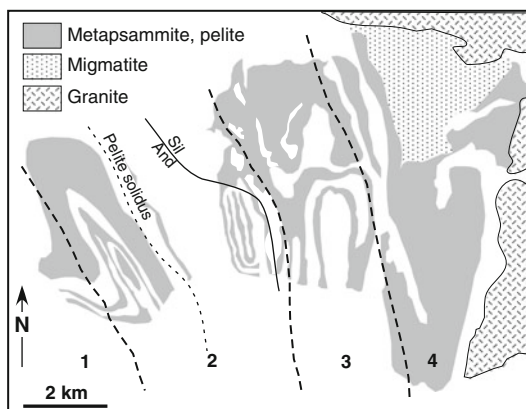 Metapsammite, pelite
Migmatite
Granite
Pelite solidus
Sil
And
N
1
2
3
4
2 km